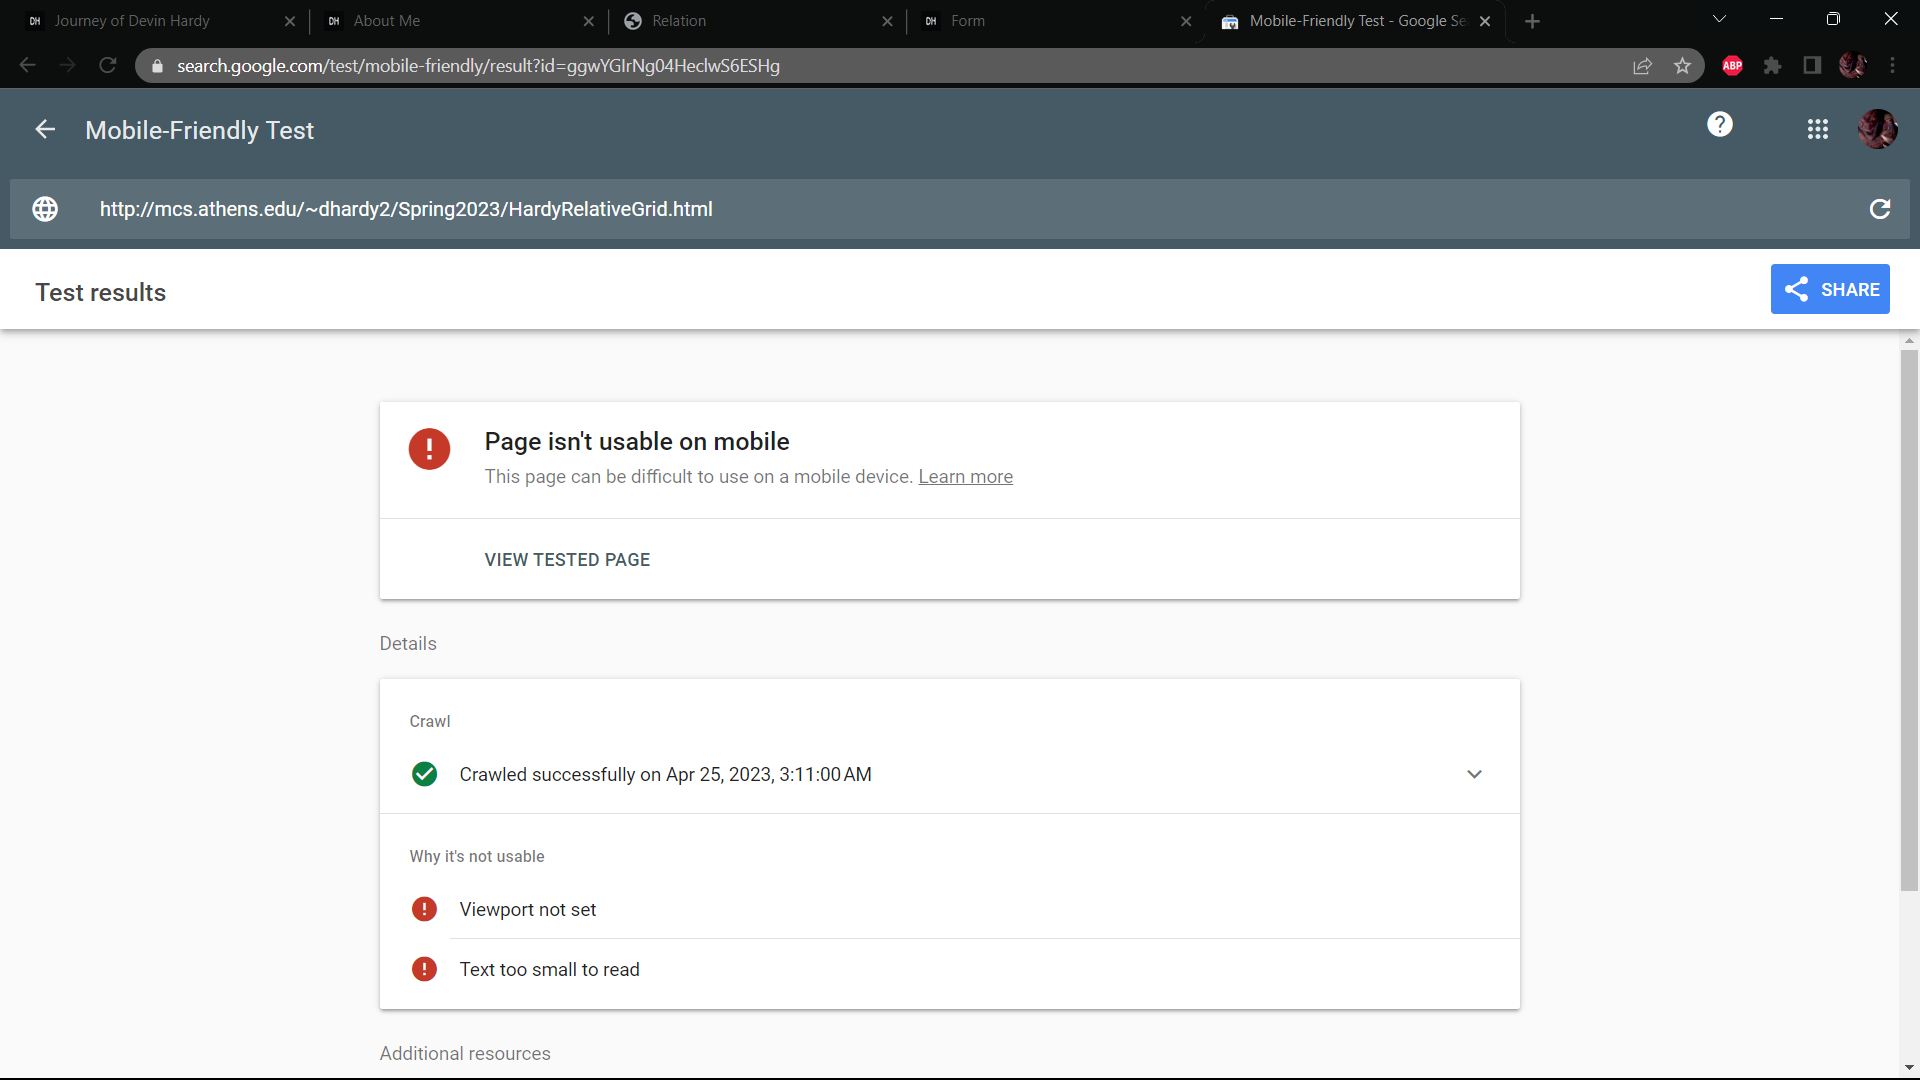 DH Journey of Devin Hardy
DH About Me
Relation
DH Form
Mobile-Friendly Test - Google Se
search.google.com/test/mobile-friendly/result?id=ggwYGIrNg04HeclwS6ESHg
ABP
Mobile-Friendly Test
?
http://mcs.athens.edu/~dhardy2/Spring2023/HardyRelativeGrid.html
Test results
SHARE
Page isn't usable on mobile
This page can be difficult to use on a mobile device. Learn more
VIEW TESTED PAGE
Details
Crawl
Crawled successfully on Apr 25, 2023, 3:11:00 AM
Why it's not usable
Viewport not set
Text too small to read
Additional resources